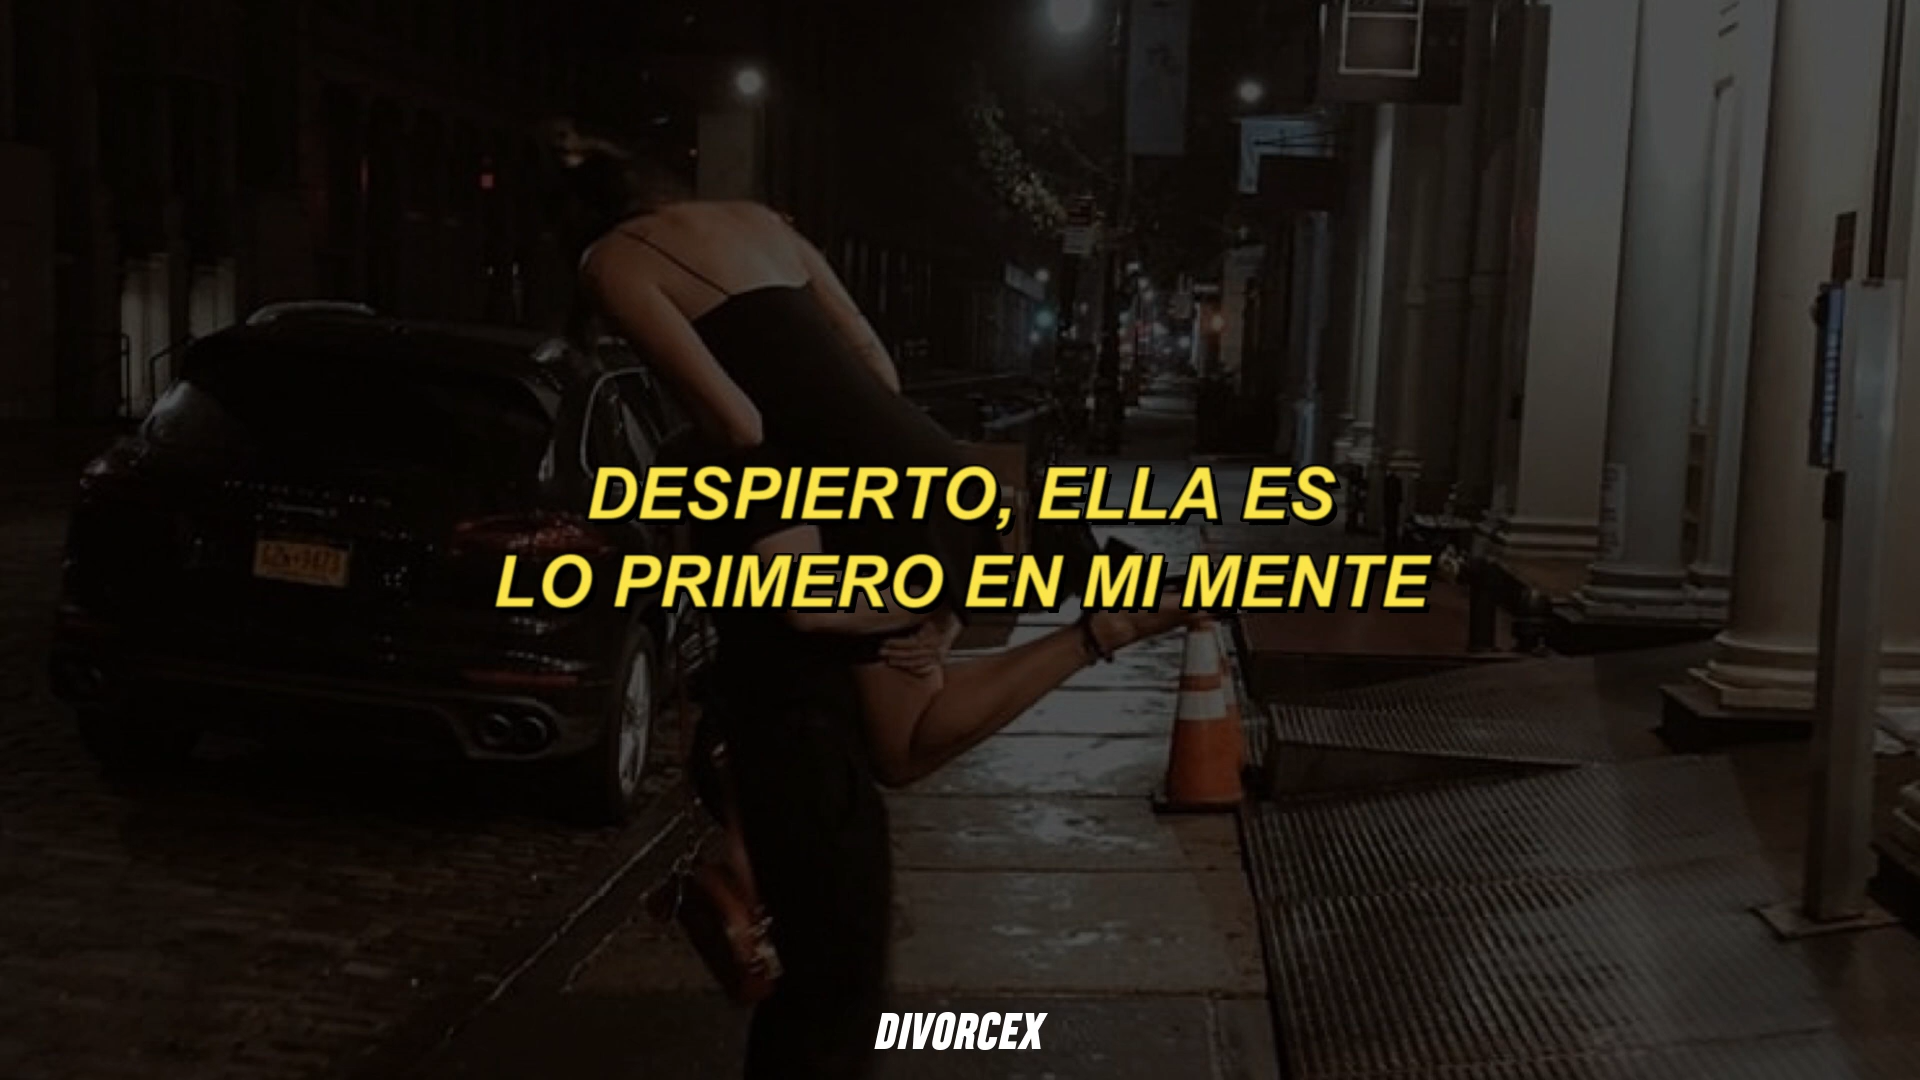 DESPIERTO, ELLA ES
LO PRIMERO EN MI MENTE
DIVORCEX